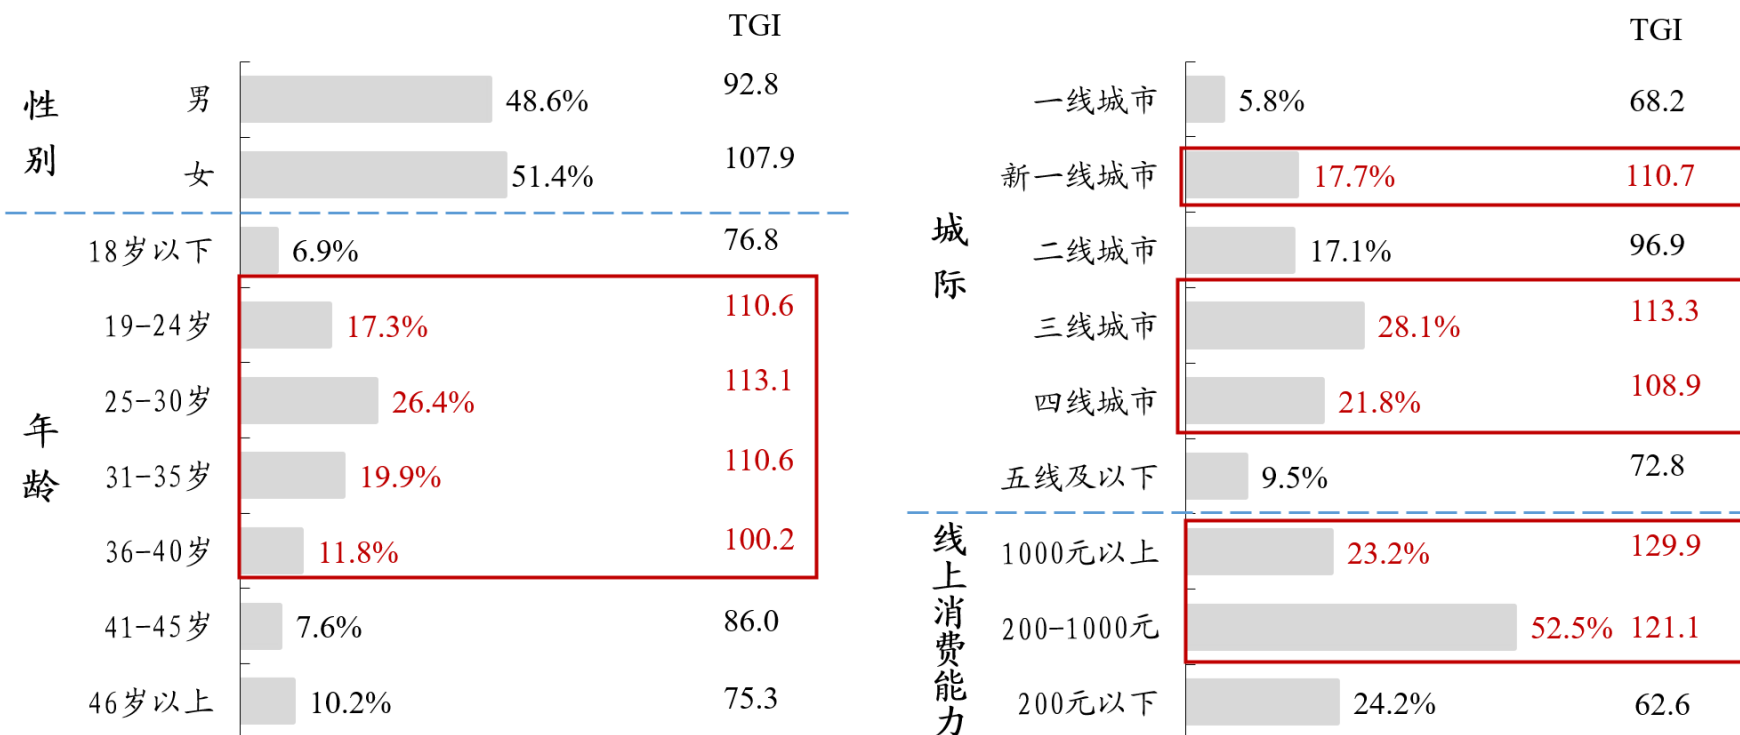 TGI
性别
男 48.6% 92.8
女 51.4% 107.9
年龄
18岁以下 6.9% 76.8
19-24岁 17.3% 110.6
25-30岁 26.4% 113.1
31-35岁 19.9% 110.6
36-40岁 11.8% 100.2
41-45岁 7.6% 86.0
46岁以上 10.2% 75.3
TGI
城际
一线城市 5.8% 68.2
新一线城市 17.7% 110.7
二线城市 17.1% 96.9
三线城市 28.1% 113.3
四线城市 21.8% 108.9
五线及以下 9.5% 72.8
线上消费能力
1000元以上 23.2% 129.9
200-1000元 52.5% 121.1
200元以下 24.2% 62.6